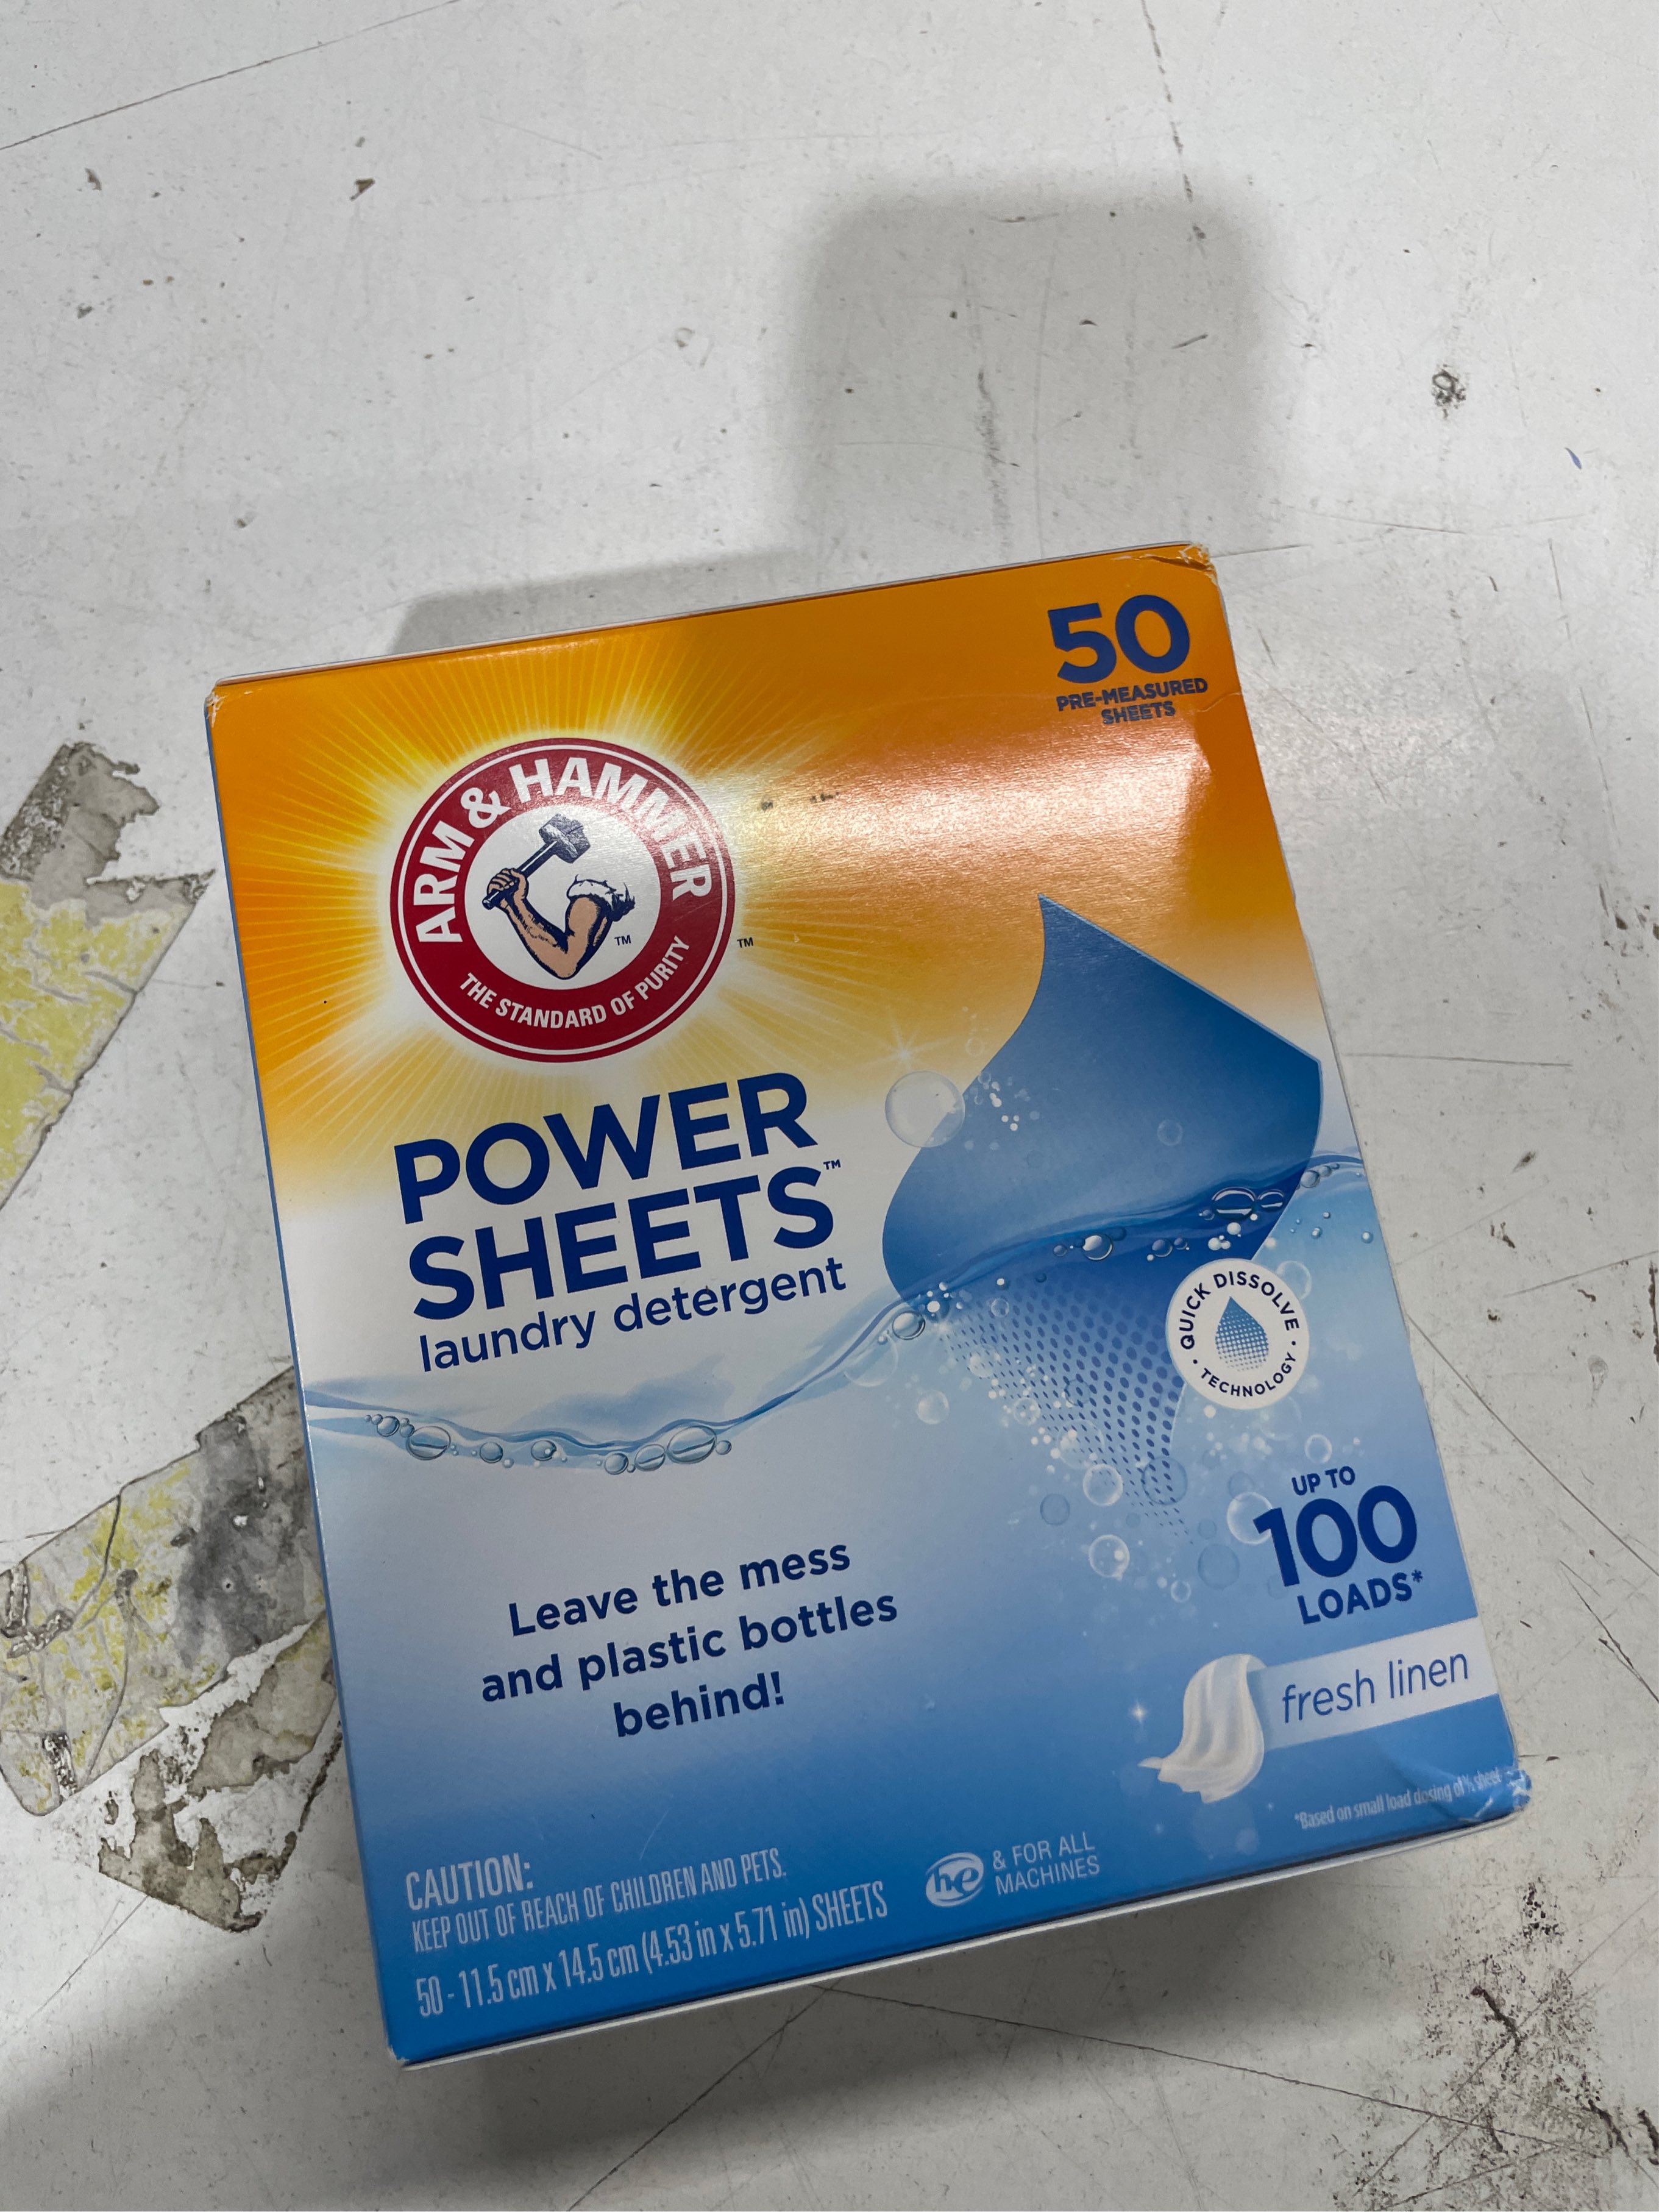 50
PRE-MEASURED
SHEETS
ARM & HAMMER
THE STANDARD OF PURITY
™
™
POWER
SHEETS™
laundry detergent
QUICK DISSOLVE
• TECHNOLOGY •
UP TO
100
LOADS*
Leave the mess
and plastic bottles
behind!
fresh linen
*Based on small load dosing of ½ sheet
CAUTION:
KEEP OUT OF REACH OF CHILDREN AND PETS.
50 - 11.5 cm x 14.5 cm (4.53 in x 5.71 in) SHEETS
he & FOR ALL
MACHINES